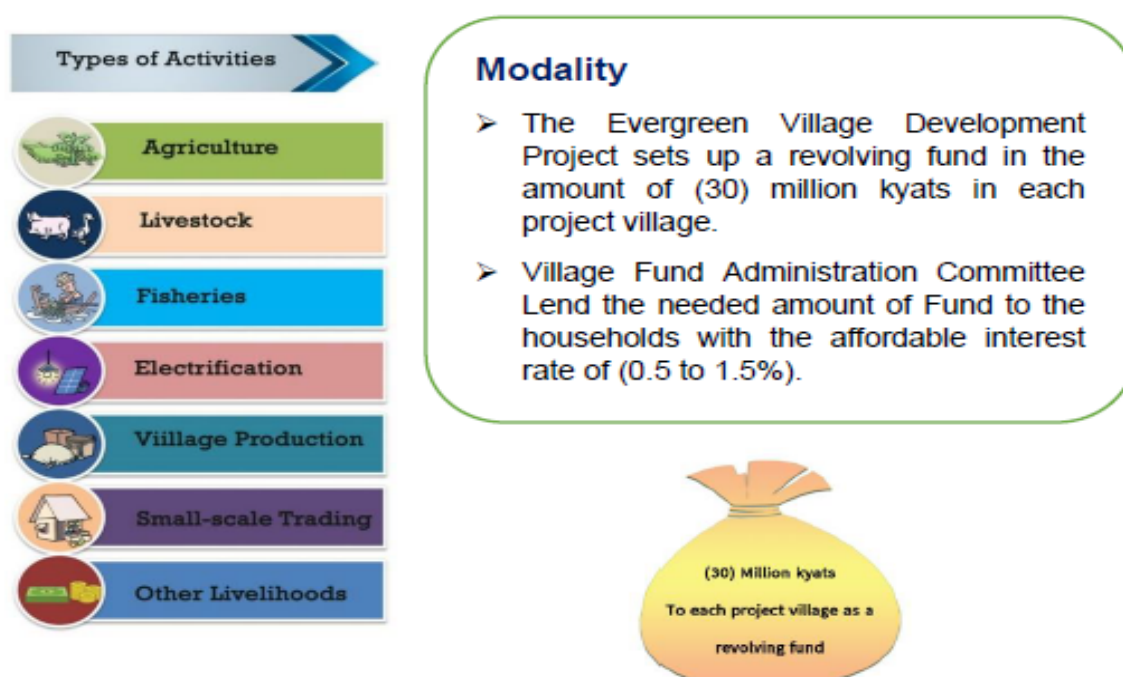 Types of Activities
Agriculture
Livestock
Fisheries
Electrification
Viillage Production
Small-scale Trading
Other Livelihoods
Modality
➢ The Evergreen Village Development
Project sets up a revolving fund in the
amount of (30) million kyats in each
project village.
➢ Village Fund Administration Committee
Lend the needed amount of Fund to the
households with the affordable interest
rate of (0.5 to 1.5%).
(30) Million kyats
To each project village as a
revolving fund